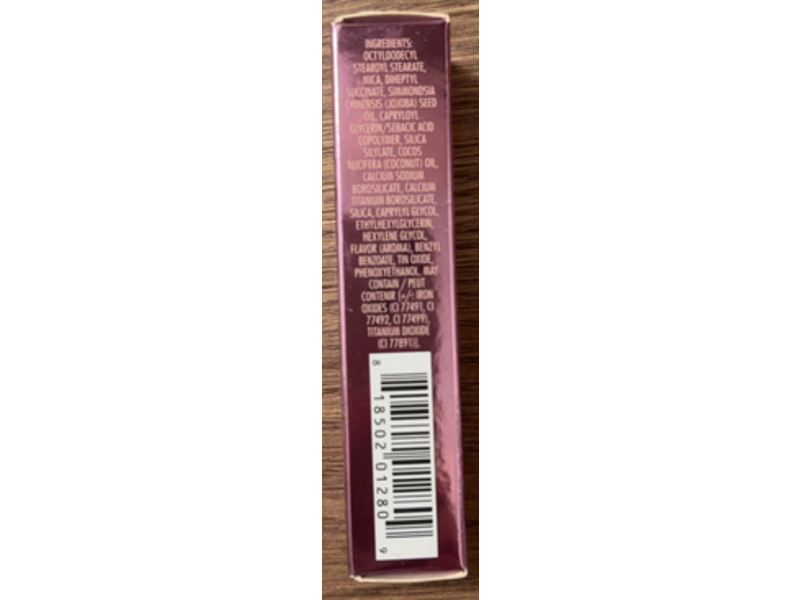 INGREDIENTS:
OCTYLDODECYL
STEAROYL STEARATE,
MICA, DIHEPTYL
SUCCINATE, SIMMONDSIA
CHINENSIS (JOJOBA) SEED
OIL, CAPRYLOYL
GLYCERIN/SEBACIC ACID
COPOLYMER, SILICA
SILYLATE, COCOS
NUCIFERA (COCONUT) OIL,
CALCIUM SODIUM
BOROSILICATE, CALCIUM
TITANIUM BOROSILICATE,
SILICA, CAPRYLYL GLYCOL,
ETHYLHEXYLGLYCERIN,
HEXYLENE GLYCOL,
FLAVOR (AROMA), BENZYL
BENZOATE, TIN OXIDE,
PHENOXYETHANOL. MAY
CONTAIN / PEUT
CONTENIR (+/-: IRON
OXIDES (CI 77491, CI
77492, CI 77499),
TITANIUM DIOXIDE
(CI 77891)).
8 18502 01280 9